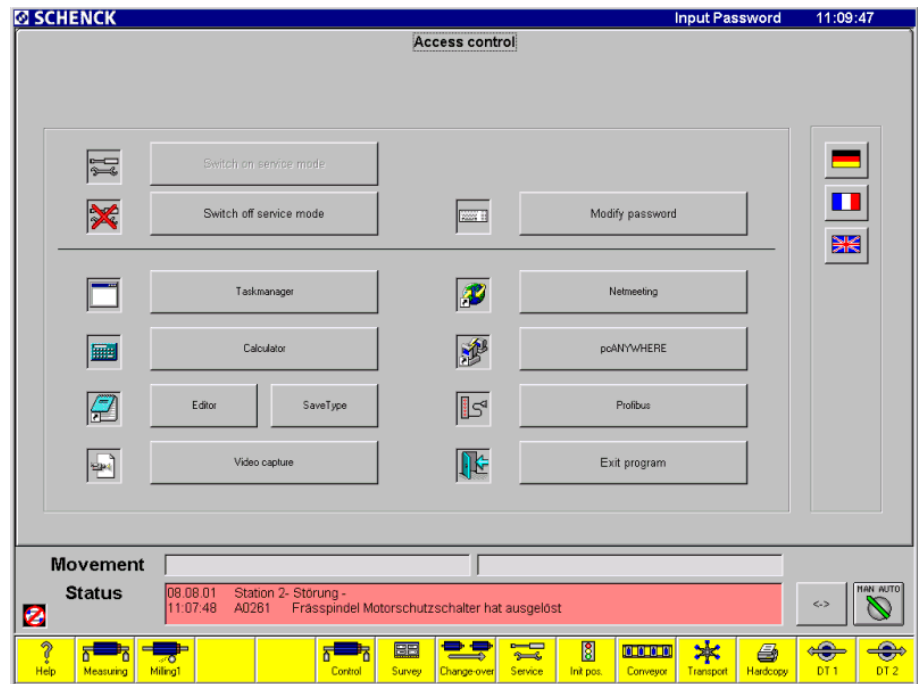 SCHENCK Input Password 11:09:47
Access control
Switch on service mode
Switch off service mode Modify password
Taskmanager Netmeeting
Calculator pcANYWHERE
Editor SaveType Profibus
Video capture Exit program
Movement
Status 08.08.01 Station 2- Störung -
11:07:48 A0261 Frässpindel Motorschutzschalter hat ausgelöst
<-> MAN AUTO
Help Measuring Milling1 Control Survey Change-over Service Init pos. Conveyor Transport Hardcopy DT 1 DT 2